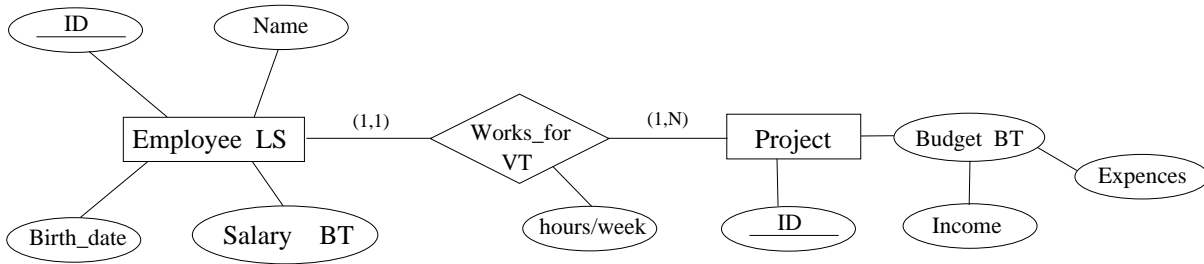 ID
Name
(1,1)
(1,N)
Employee LS
Works_for
VT
Project
Budget BT
Expences
Birth_date
Salary BT
hours/week
ID
Income